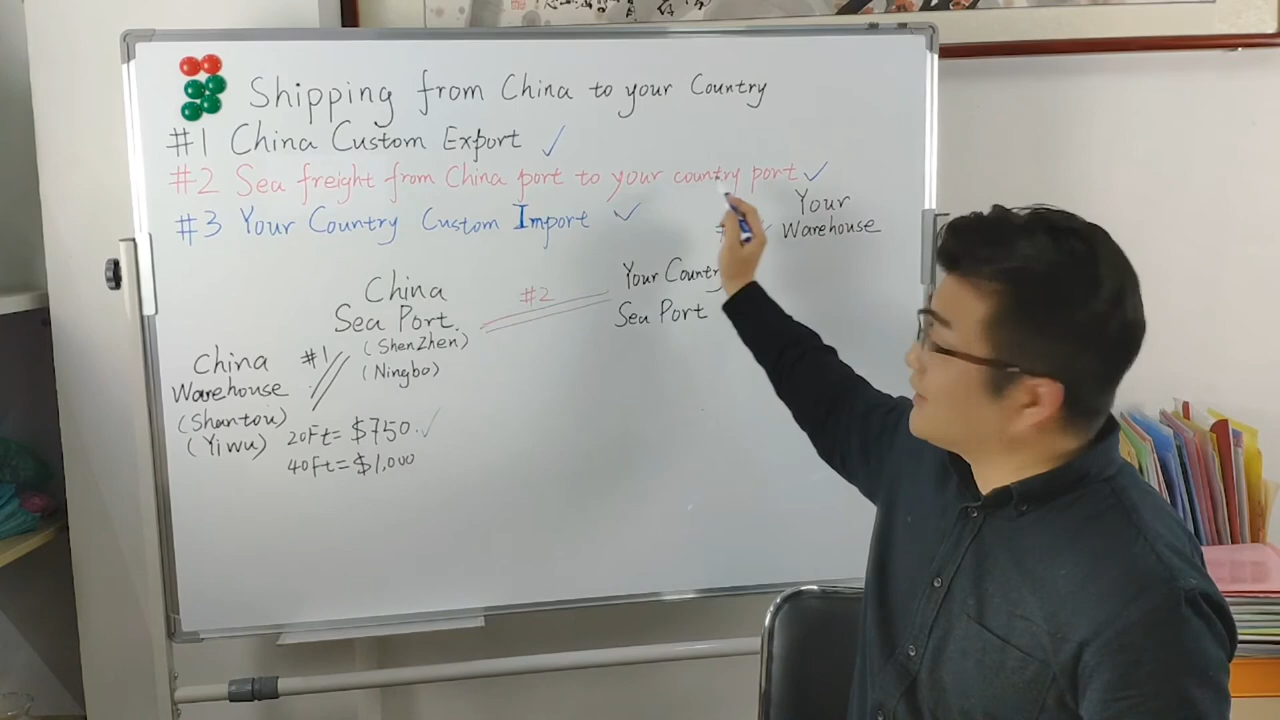 Shipping from China to your Country
#1 China Custom Export ✓
#2 Sea freight from China port to your country port ✓
#3 Your Country Custom Import ✓
Your
Warehouse
China
Sea Port.
(ShenZhen)
(Ningbo)
#2
Your Country
Sea Port
#1
China
Warehouse
(Shantou)
(Yiwu)
20Ft=$750. ✓
40Ft=$1,000